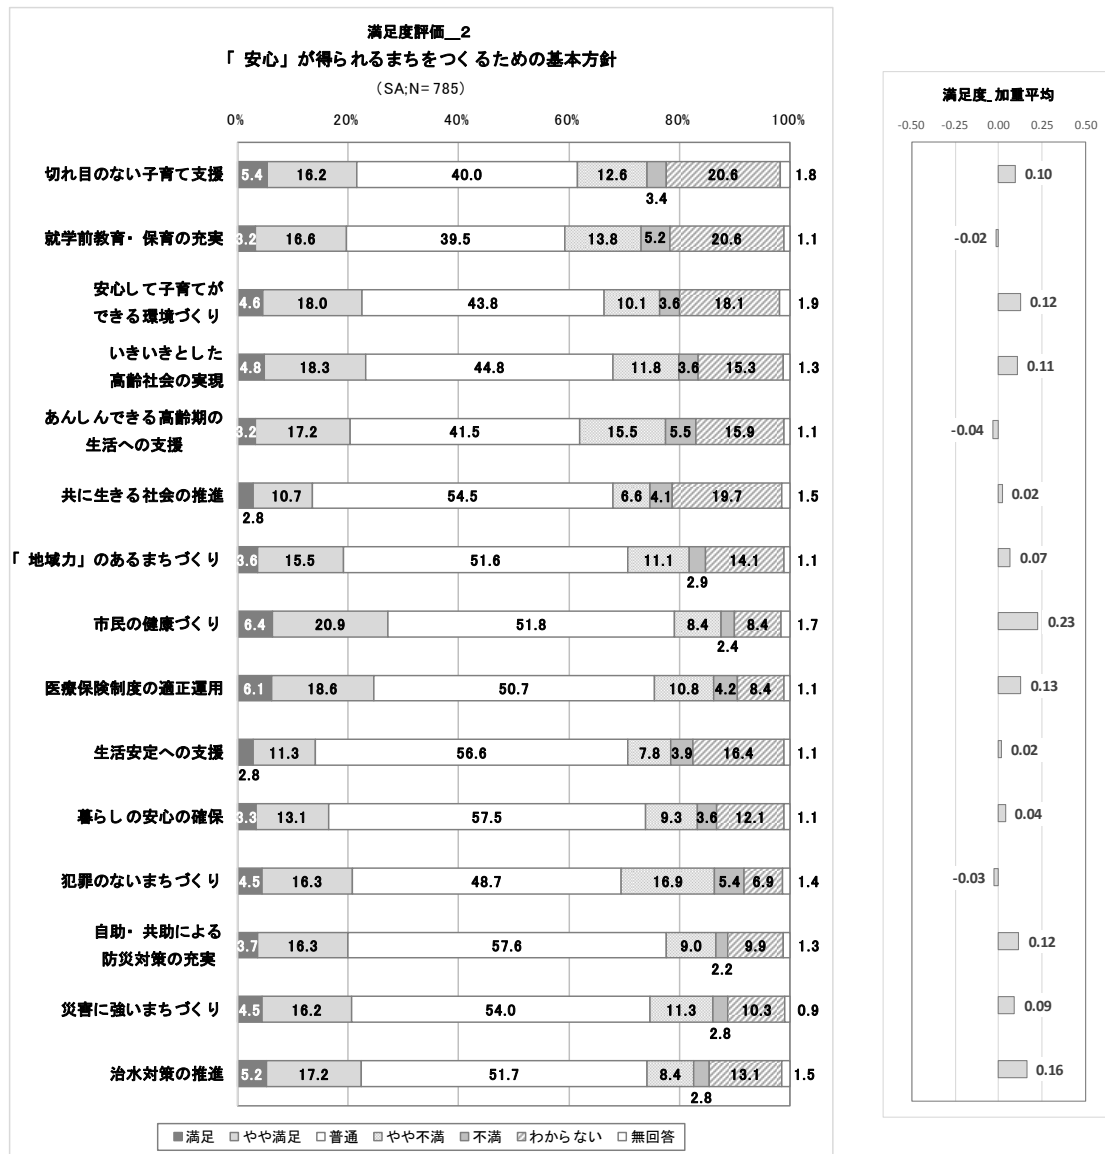 満足度評価__2
「 安心」が得られるまちをつくるための基本方針
(SA;N=785)
0% 20% 40% 60% 80% 100%
切れ目のない子育て支援 5.4 16.2 40.0 12.6 20.6 1.8
3.4
就学前教育・保育の充実 3.2 16.6 39.5 13.8 5.2 20.6 1.1
安心して子育てが
できる環境づくり 4.6 18.0 43.8 10.1 3.6 18.1 1.9
いきいきとした
高齢社会の実現 4.8 18.3 44.8 11.8 3.6 15.3 1.3
あんしんできる高齢期の
生活への支援 3.2 17.2 41.5 15.5 5.5 15.9 1.1
共に生きる社会の推進 10.7 54.5 6.6 4.1 19.7 1.5
2.8
「 地域力」のあるまちづくり 3.6 15.5 51.6 11.1 14.1 1.1
2.9
市民の健康づくり 6.4 20.9 51.8 8.4 8.4 1.7
2.4
医療保険制度の適正運用 6.1 18.6 50.7 10.8 4.2 8.4 1.1
生活安定への支援 11.3 56.6 7.8 3.9 16.4 1.1
2.8
暮らしの安心の確保 3.3 13.1 57.5 9.3 3.6 12.1 1.1
犯罪のないまちづくり 4.5 16.3 48.7 16.9 5.4 6.9 1.4
自助・共助による
防災対策の充実 3.7 16.3 57.6 9.0 9.9 1.3
2.2
災害に強いまちづくり 4.5 16.2 54.0 11.3 10.3 0.9
2.8
治水対策の推進 5.2 17.2 51.7 8.4 13.1 1.5
2.8
満足 やや満足 普通 やや不満 不満 わからない 無回答
満足度_加重平均
-0.50 -0.25 0.00 0.25 0.50
0.10
-0.02
0.12
0.11
-0.04
0.02
0.07
0.23
0.13
0.02
0.04
-0.03
0.12
0.09
0.16